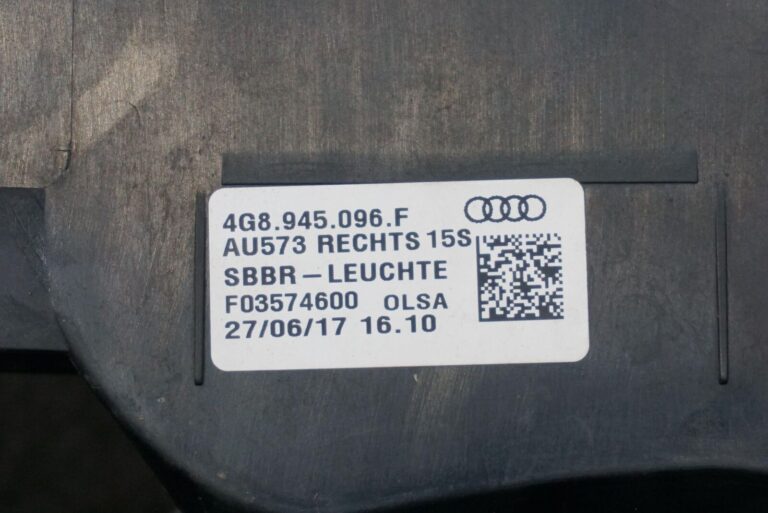 4G8.945.096.F
AU573 RECHTS 15S
SBBR-LEUCHTE
F03574600 OLSA
27/06/17 16.10